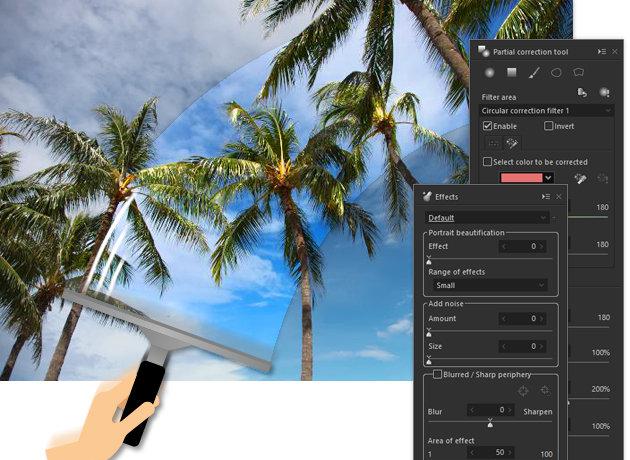 Partial correction tool
Filter area
Circular correction filter 1
Enable
Invert
Select color to be corrected
180
180
180
100%
200%
100%
Effects
Default
Portrait beautification
Effect
0
Range of effects
Small
Add noise
Amount
0
Size
0
Blurred / Sharp periphery
Blur
0
Sharpen
Area of effect
1
50
100